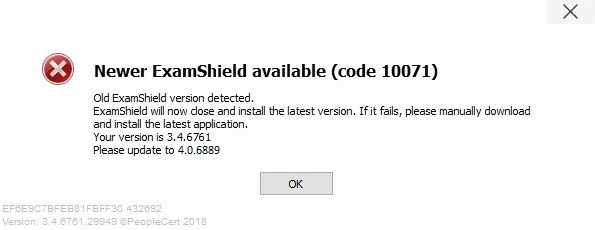 Newer ExamShield available (code 10071)
Old ExamShield version detected.
ExamShield will now close and install the latest version. If it fails, please manually download
and install the latest application.
Your version is 3.4.6761
Please update to 4.0.6889
OK
EF6E9C7BFEB81FBFF30 432692
Version: 3.4.6761.29949 ©PeopleCert 2018